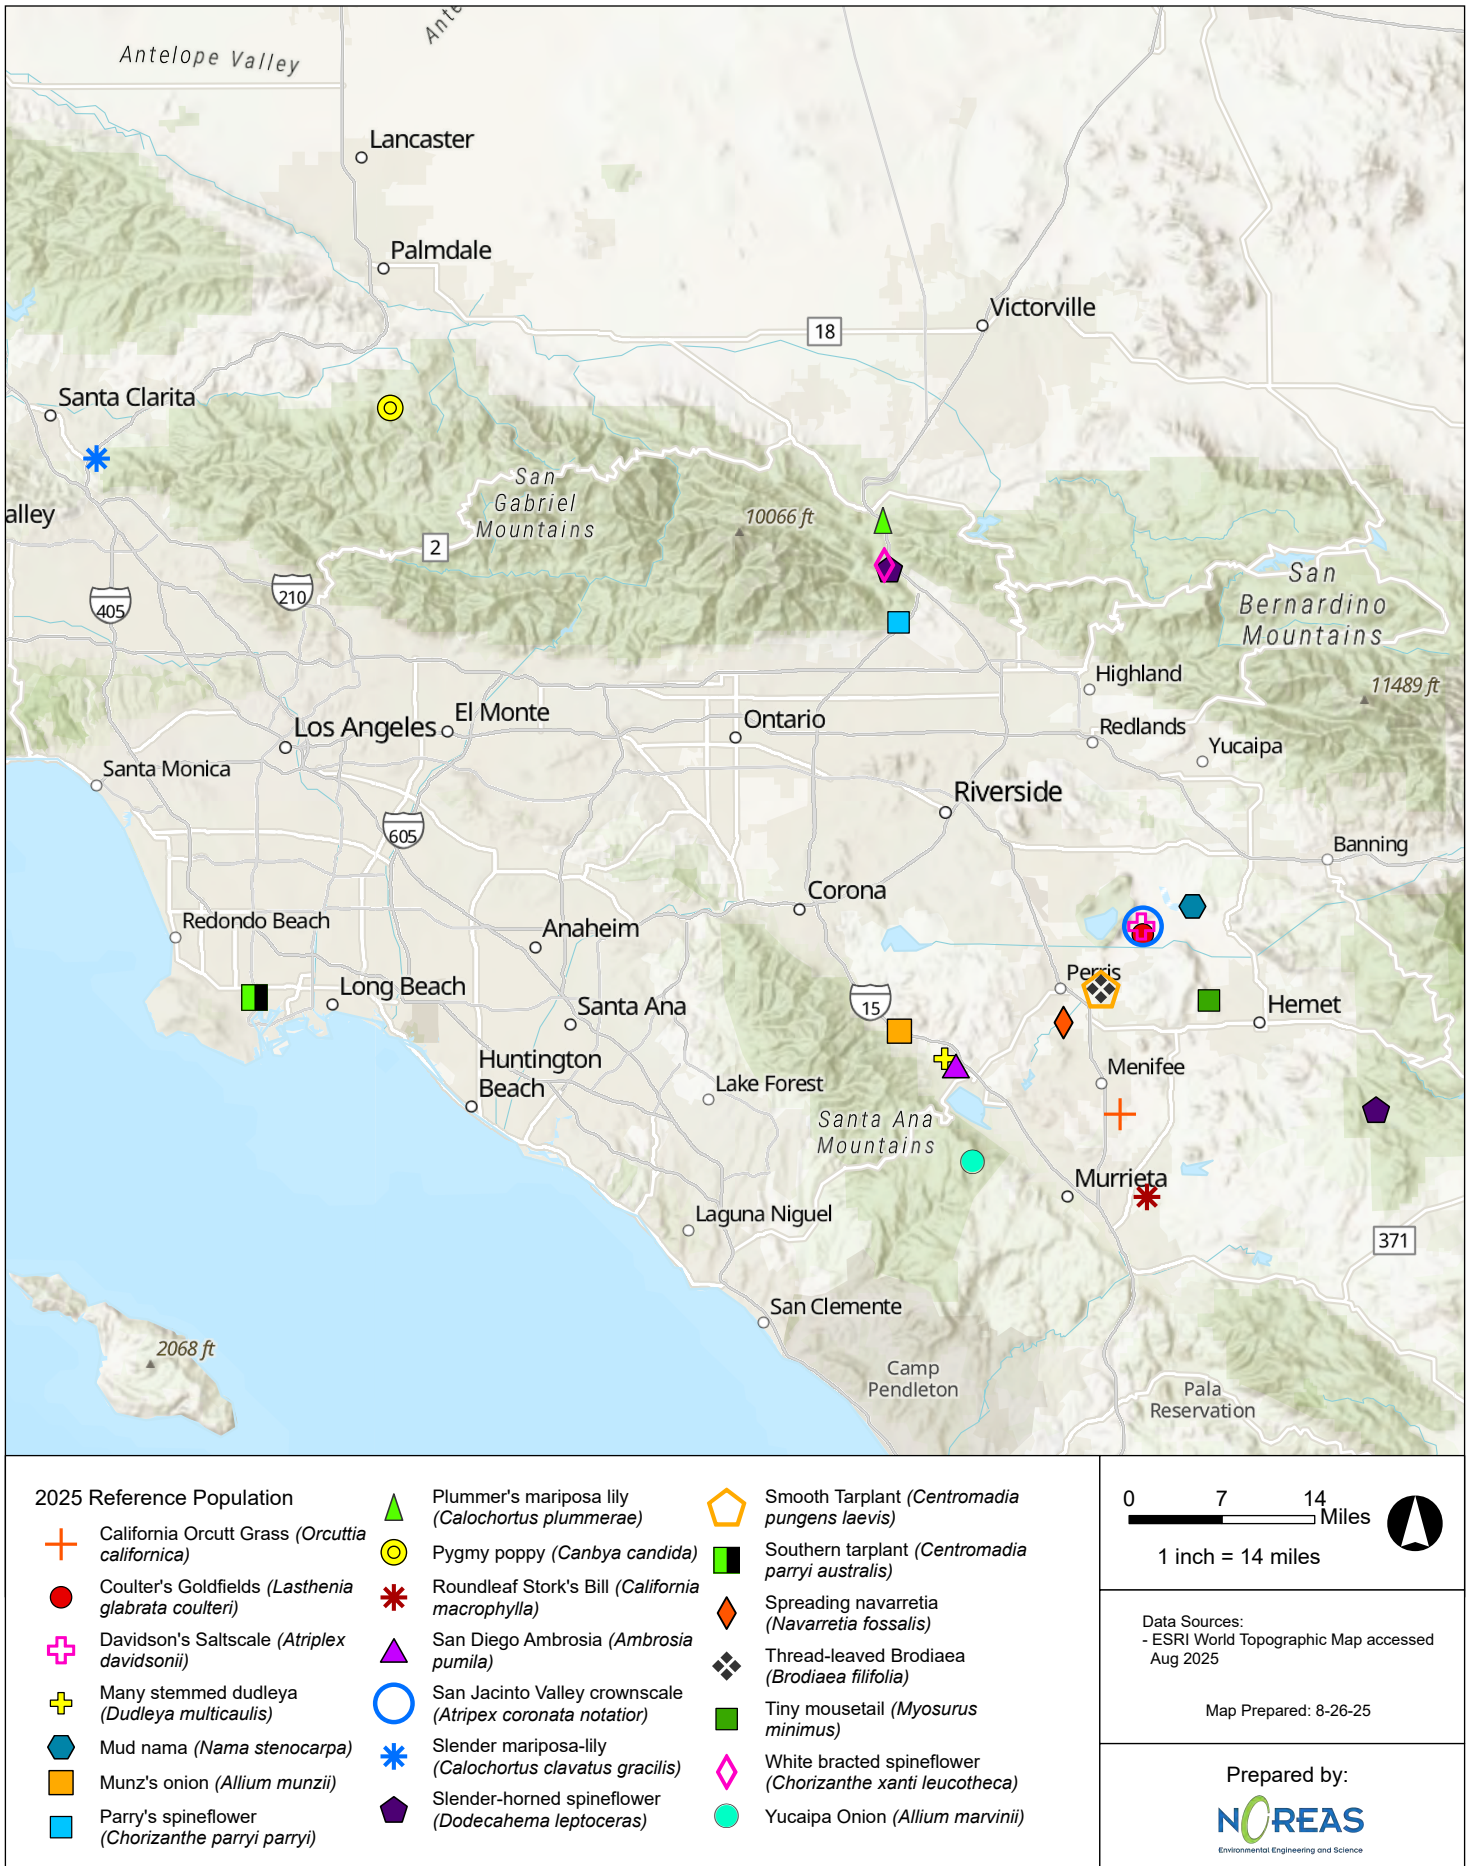 Antelope Valley
Ante
Lancaster
Palmdale
Victorville
18
Santa Clarita
San
Gabriel
Mountains
alley
10066 ft
2
210
405
San
Bernardino
Mountains
Highland
11489 ft
Los Angeles
El Monte
Ontario
Redlands
Yucaipa
Santa Monica
Riverside
605
Banning
Corona
Redondo Beach
Anaheim
Perris
Long Beach
Santa Ana
15
Hemet
Huntington
Beach
Lake Forest
Menifee
Santa Ana
Mountains
Murrieta
Laguna Niguel
371
San Clemente
2068 ft
Camp
Pendleton
Pala
Reservation
2025 Reference Population
California Orcutt Grass (Orcuttia
californica)
Coulter's Goldfields (Lasthenia
glabrata coulteri)
Davidson's Saltscale (Atriplex
davidsonii)
Many stemmed dudleya
(Dudleya multicaulis)
Mud nama (Nama stenocarpa)
Munz's onion (Allium munzii)
Parry's spineflower
(Chorizanthe parryi parryi)
Plummer's mariposa lily
(Calochortus plummerae)
Pygmy poppy (Canbya candida)
Roundleaf Stork's Bill (California
macrophylla)
San Diego Ambrosia (Ambrosia
pumila)
San Jacinto Valley crownscale
(Atripex coronata notatior)
Slender mariposa-lily
(Calochortus clavatus gracilis)
Slender-horned spineflower
(Dodecahema leptoceras)
Smooth Tarplant (Centromadia
pungens laevis)
Southern tarplant (Centromadia
parryi australis)
Spreading navarretia
(Navarretia fossalis)
Thread-leaved Brodiaea
(Brodiaea filifolia)
Tiny mousetail (Myosurus
minimus)
White bracted spineflower
(Chorizanthe xanti leucotheca)
Yucaipa Onion (Allium marvinii)
0 7 14
Miles
1 inch = 14 miles
Data Sources:
- ESRI World Topographic Map accessed
Aug 2025
Map Prepared: 8-26-25
Prepared by:
NOREAS
Environmental Engineering and Science